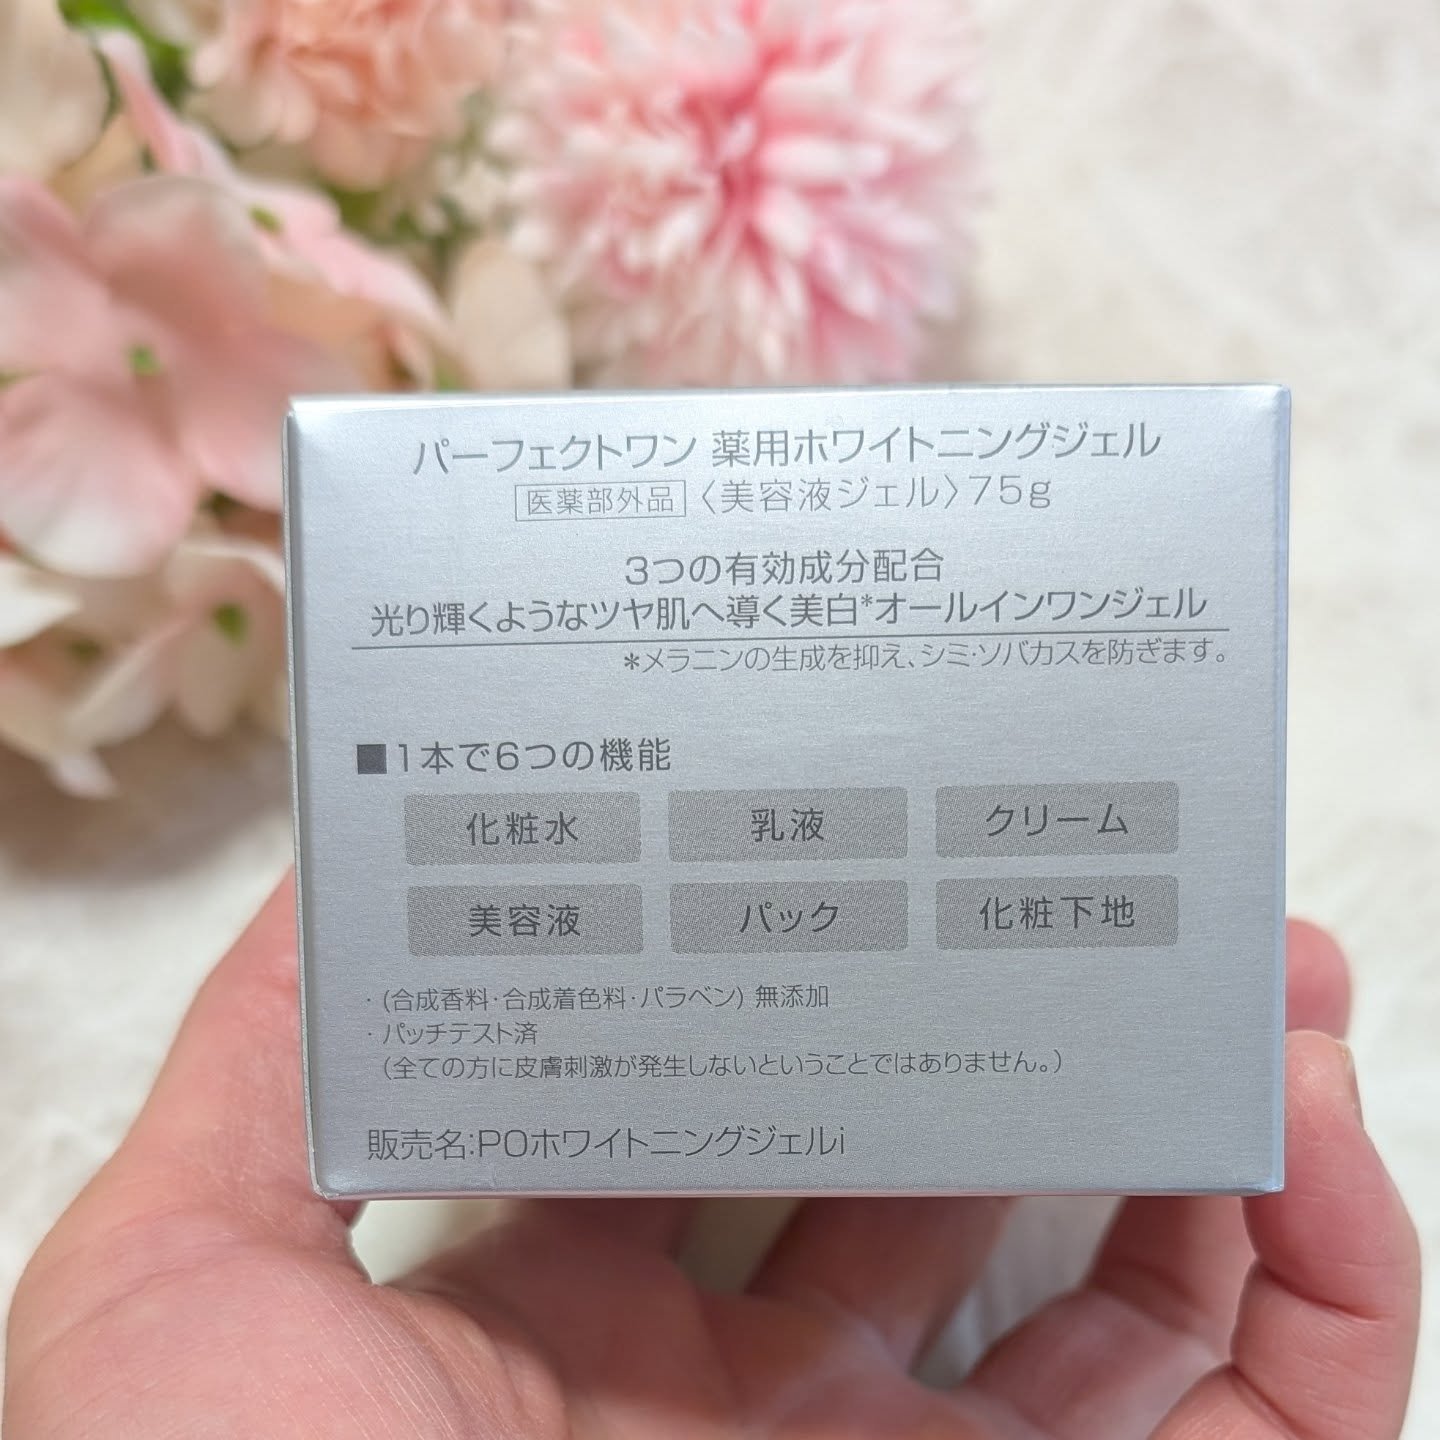 パーフェクトワン 薬用ホワイトニングジェル
医薬部外品 〈美容液ジェル〉75g
3つの有効成分配合
光り輝くようなツヤ肌へ導く美白*オールインワンジェル
*メラニンの生成を抑え、シミ・ソバカスを防ぎます。
■1本で6つの機能
化粧水 乳液 クリーム
美容液 パック 化粧下地
・(合成香料・合成着色料・パラベン) 無添加
・パッチテスト済
(全ての方に皮膚刺激が発生しないということではありません。)
販売名:POホワイトニングジェルi